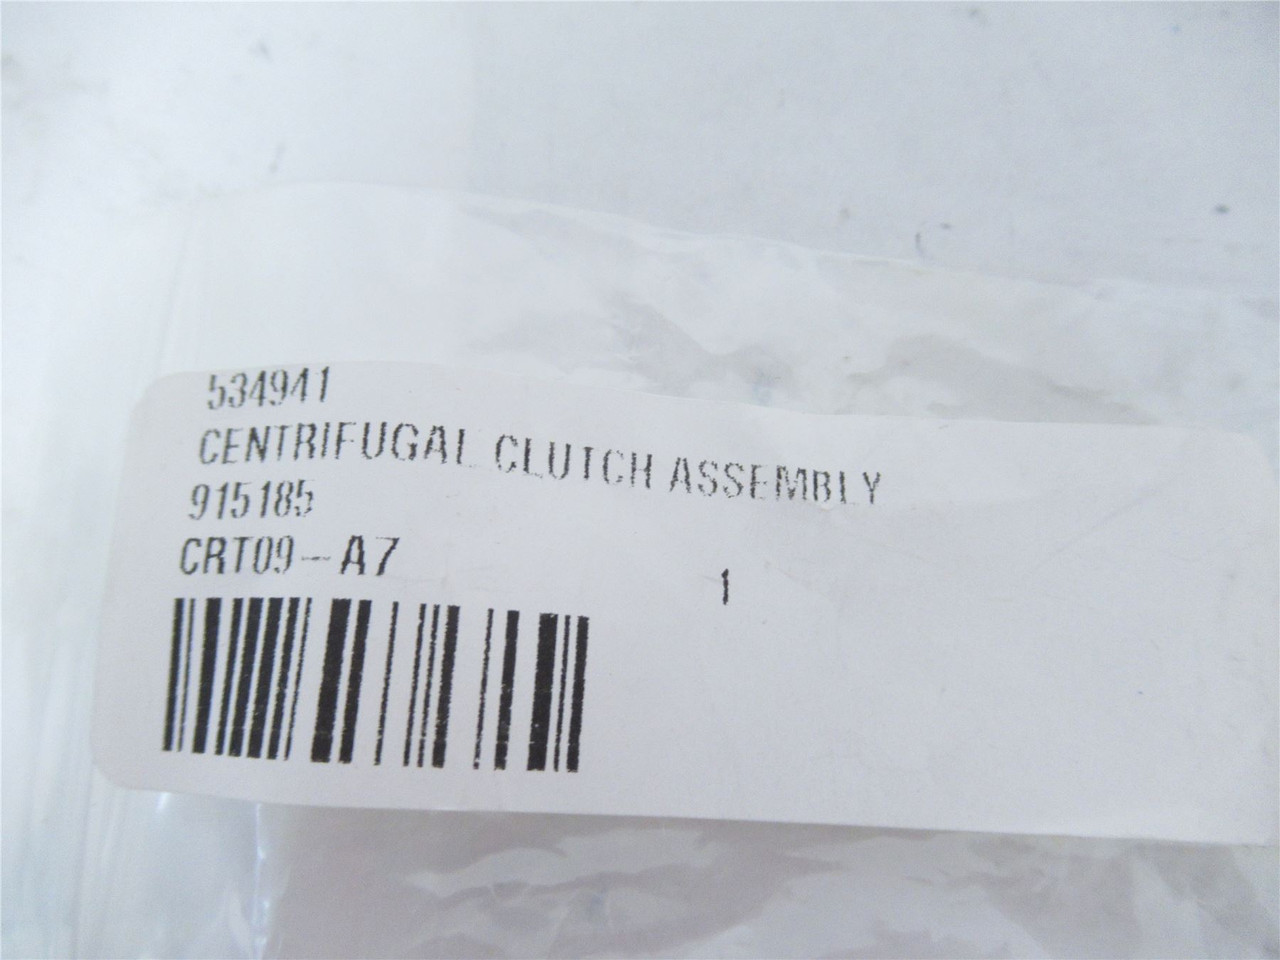 534941
CENTRIFUGAL CLUTCH ASSEMBLY
915185
CRT09-A7
1